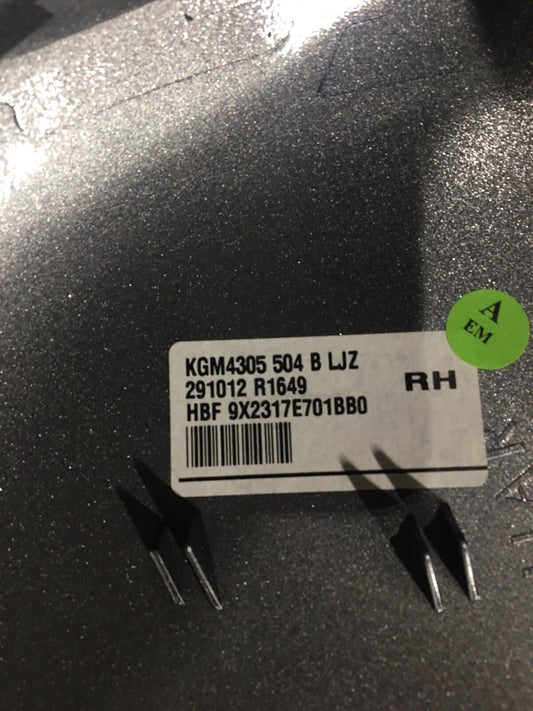 A
EM
KGM4305 504 B LJZ
291012 R1649
RH
HBF 9X2317E701BB0